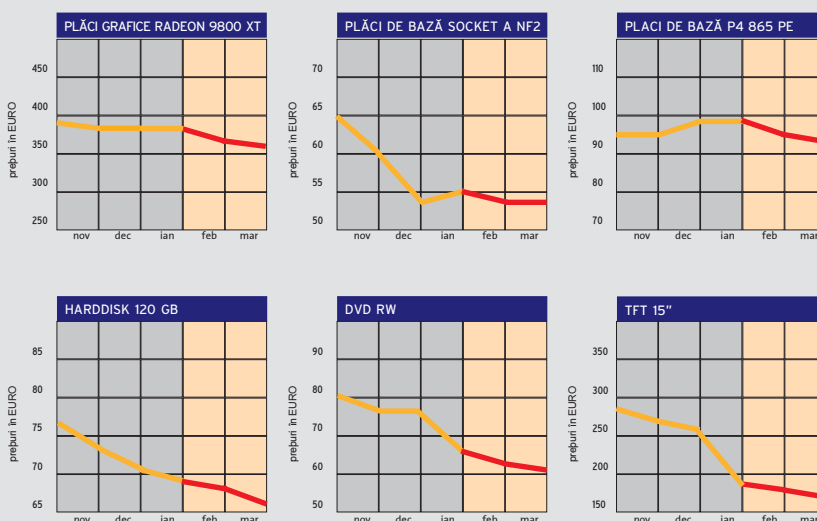 PLĂCI GRAFICE RADEON 9800 XT
prețuri în EURO
450
400
350
300
250
nov dec ian feb mar
PLĂCI DE BAZĂ SOCKET A NF2
prețuri în EURO
70
65
60
55
50
nov dec ian feb mar
PLACI DE BAZĂ P4 865 PE
prețuri în EURO
110
100
90
80
70
nov dec ian feb mar
HARDDISK 120 GB
prețuri în EURO
85
80
75
70
65
nov dec ian feb mar
DVD RW
prețuri în EURO
90
80
70
60
50
nov dec ian feb mar
TFT 15"
prețuri în EURO
350
300
250
200
150
nov dec ian feb mar